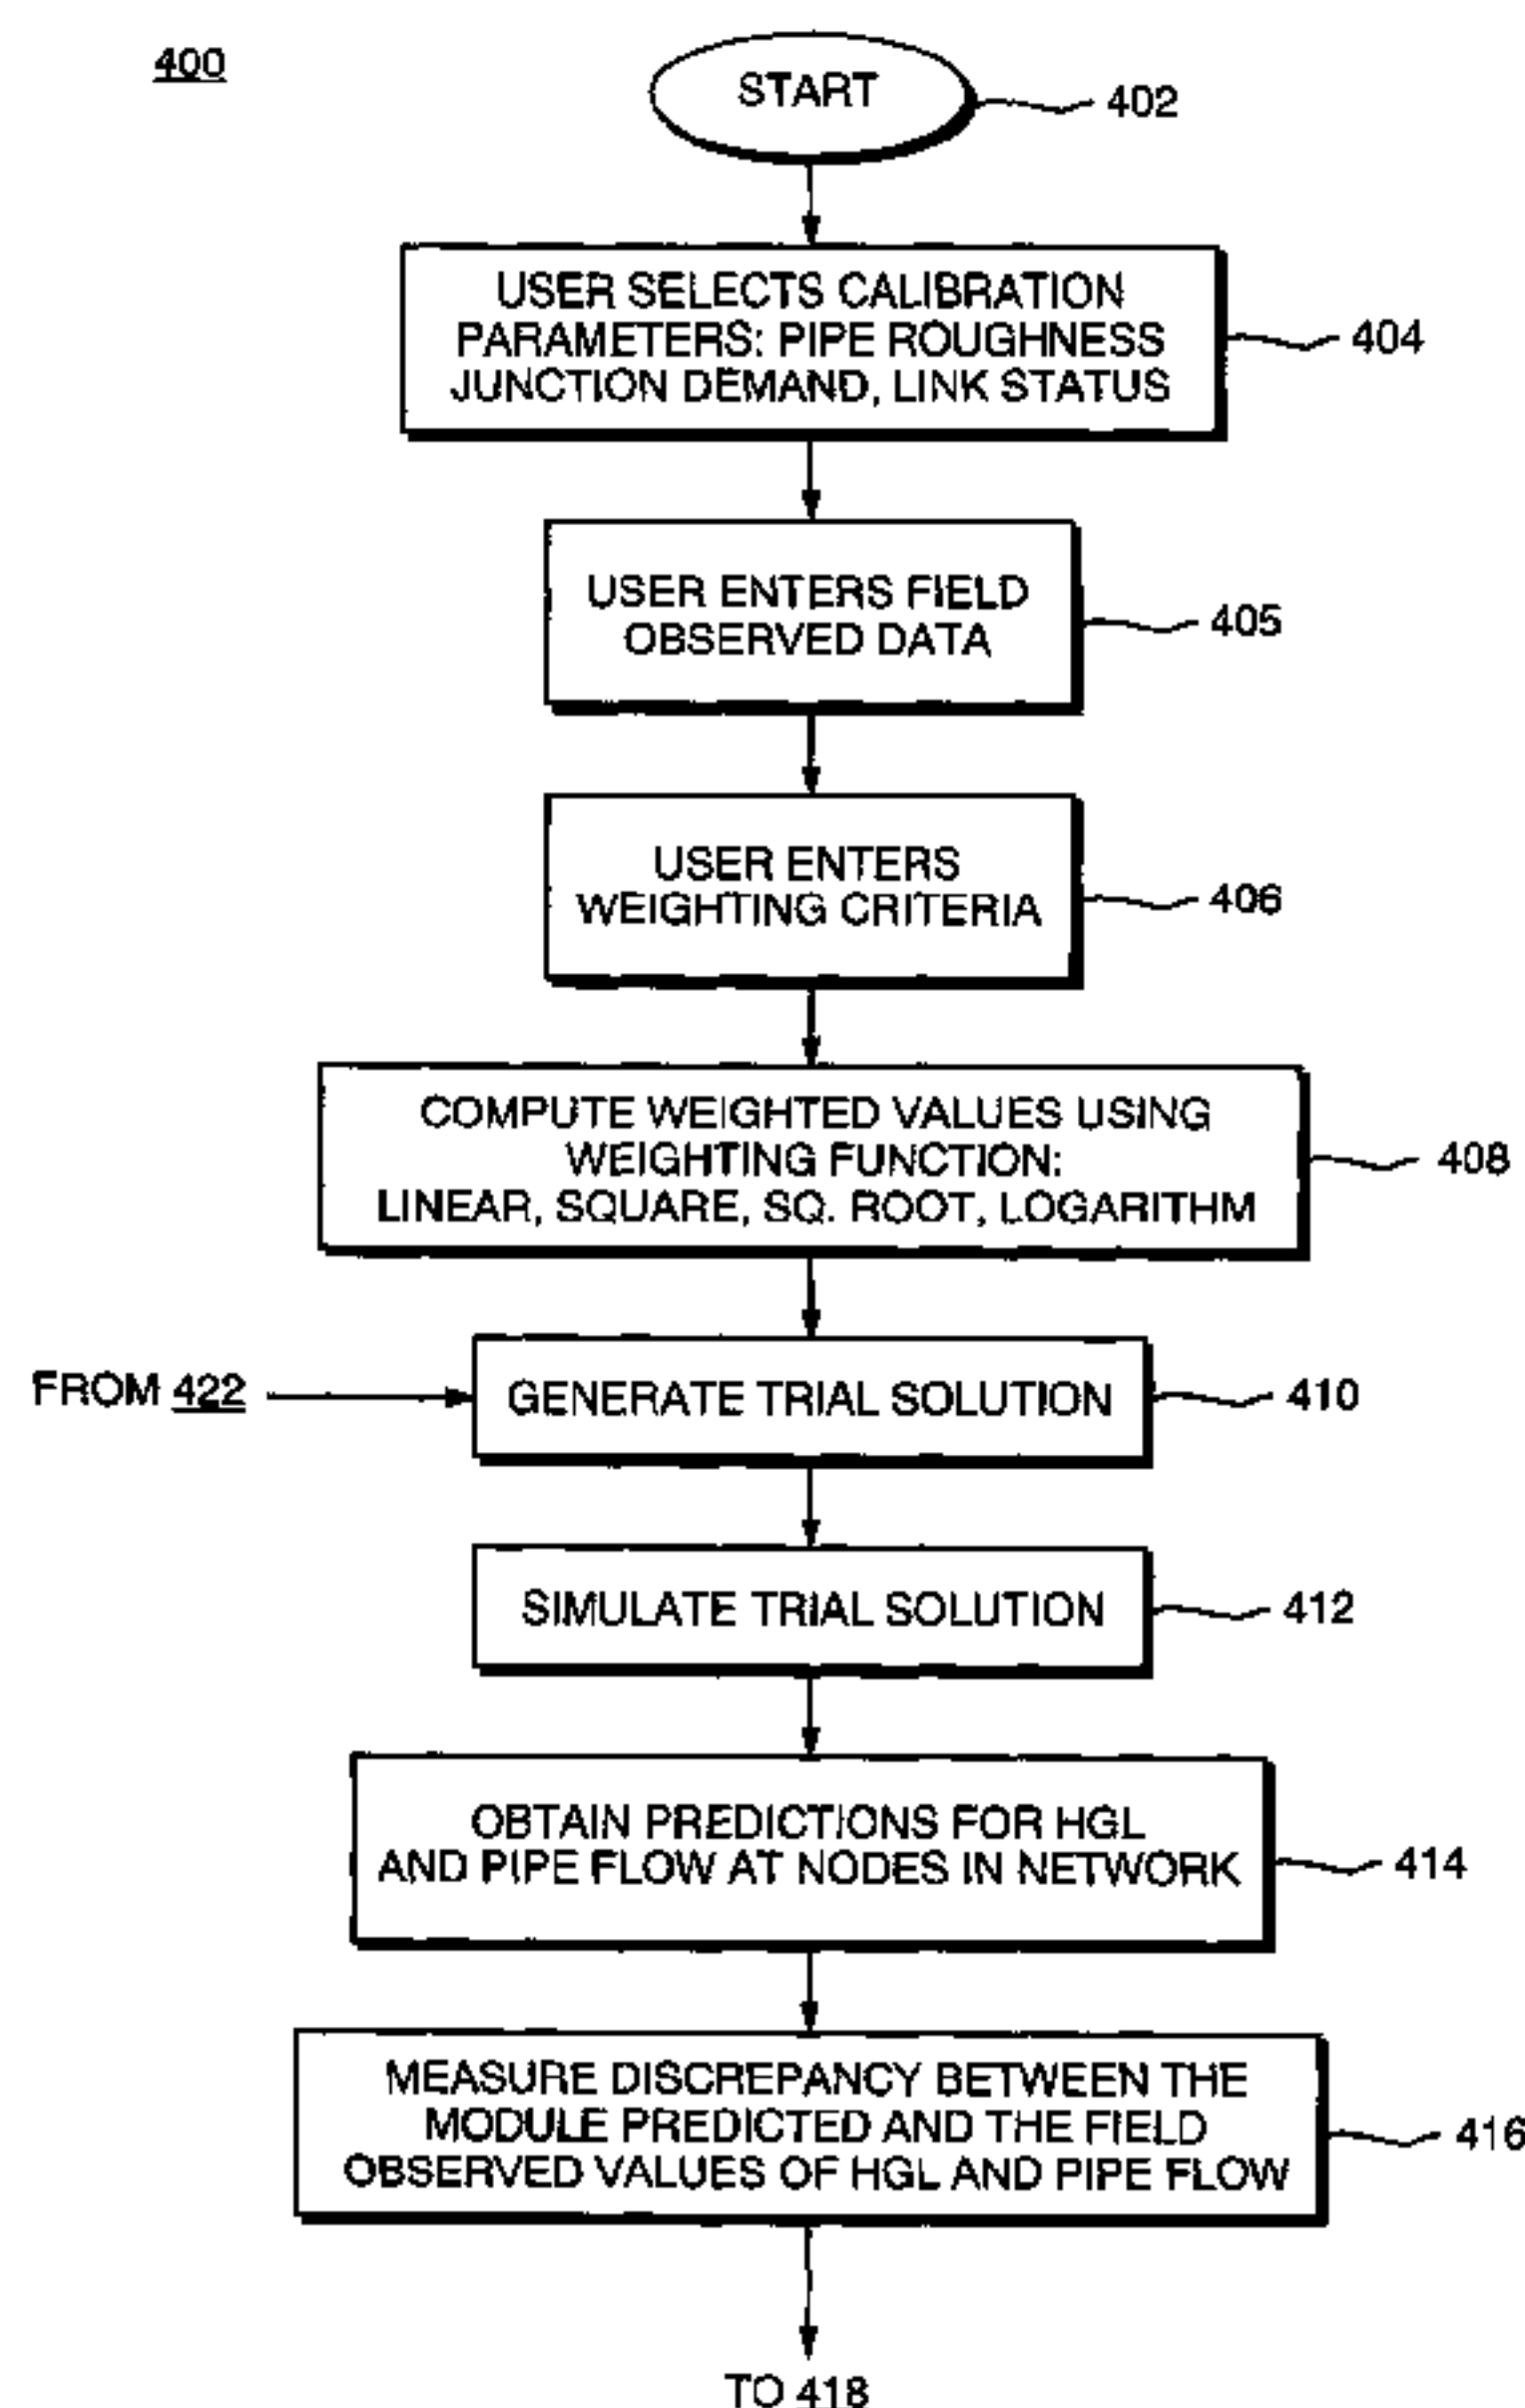 400
START
402
USER SELECTS CALIBRATION
PARAMETERS: PIPE ROUGHNESS
JUNCTION DEMAND, LINK STATUS
404
USER ENTERS FIELD
OBSERVED DATA
405
USER ENTERS
WEIGHTING CRITERIA
406
COMPUTE WEIGHTED VALUES USING
WEIGHTING FUNCTION:
LINEAR, SQUARE, SQ. ROOT, LOGARITHM
408
FROM 422
GENERATE TRIAL SOLUTION
410
SIMULATE TRIAL SOLUTION
412
OBTAIN PREDICTIONS FOR HGL
AND PIPE FLOW AT NODES IN NETWORK
414
MEASURE DISCREPANCY BETWEEN THE
MODULE PREDICTED AND THE FIELD
OBSERVED VALUES OF HGL AND PIPE FLOW
416
TO 418